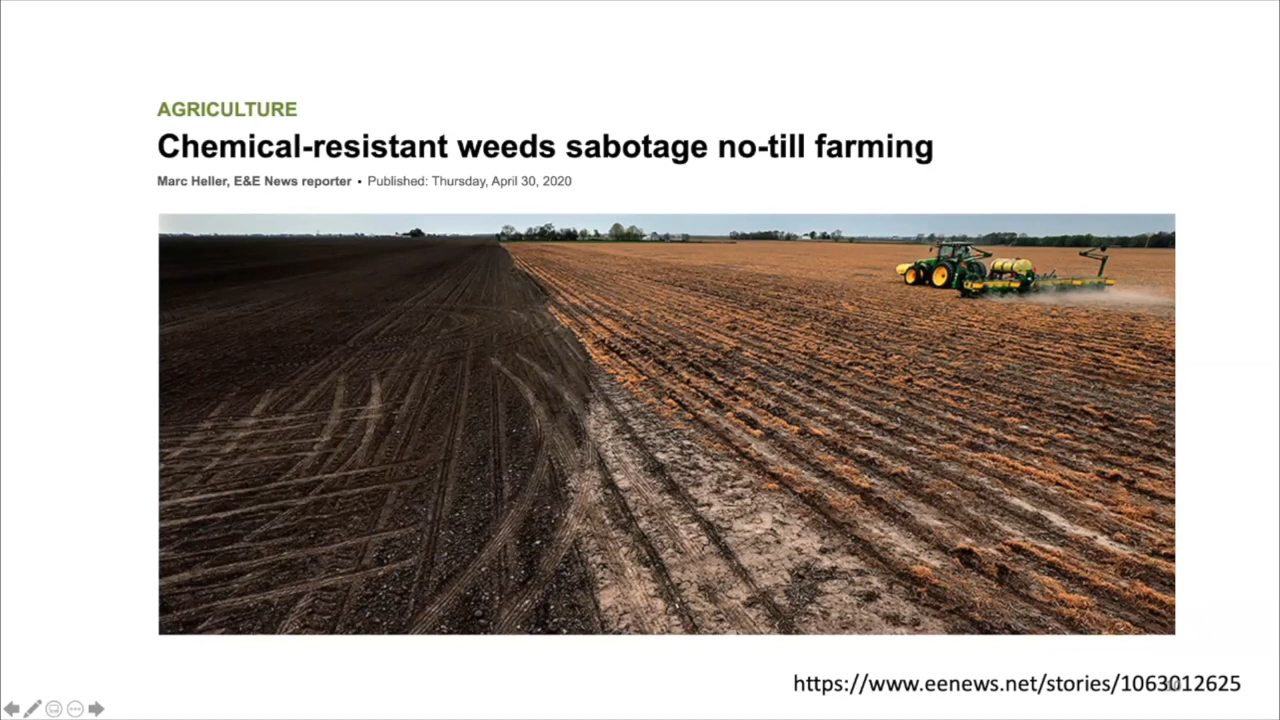 AGRICULTURE
Chemical-resistant weeds sabotage no-till farming
Marc Heller, E&E News reporter • Published: Thursday, April 30, 2020
https://www.eenews.net/stories/1063012625